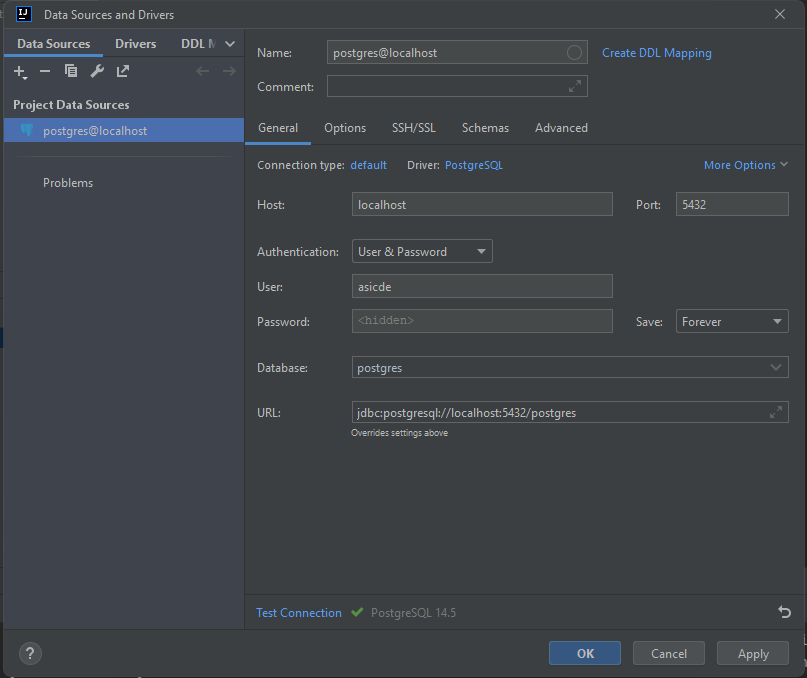 Data Sources and Drivers
Data Sources Drivers DDL M
Project Data Sources
postgres@localhost
Problems
Name: postgres@localhost Create DDL Mapping
Comment:
General Options SSH/SSL Schemas Advanced
Connection type: default Driver: PostgreSQL More Options
Host: localhost Port: 5432
Authentication: User & Password
User: asicde
Password: <hidden> Save: Forever
Database: postgres
URL: jdbc:postgresql://localhost:5432/postgres
Overrides settings above
Test Connection PostgreSQL 14.5
? OK Cancel Apply